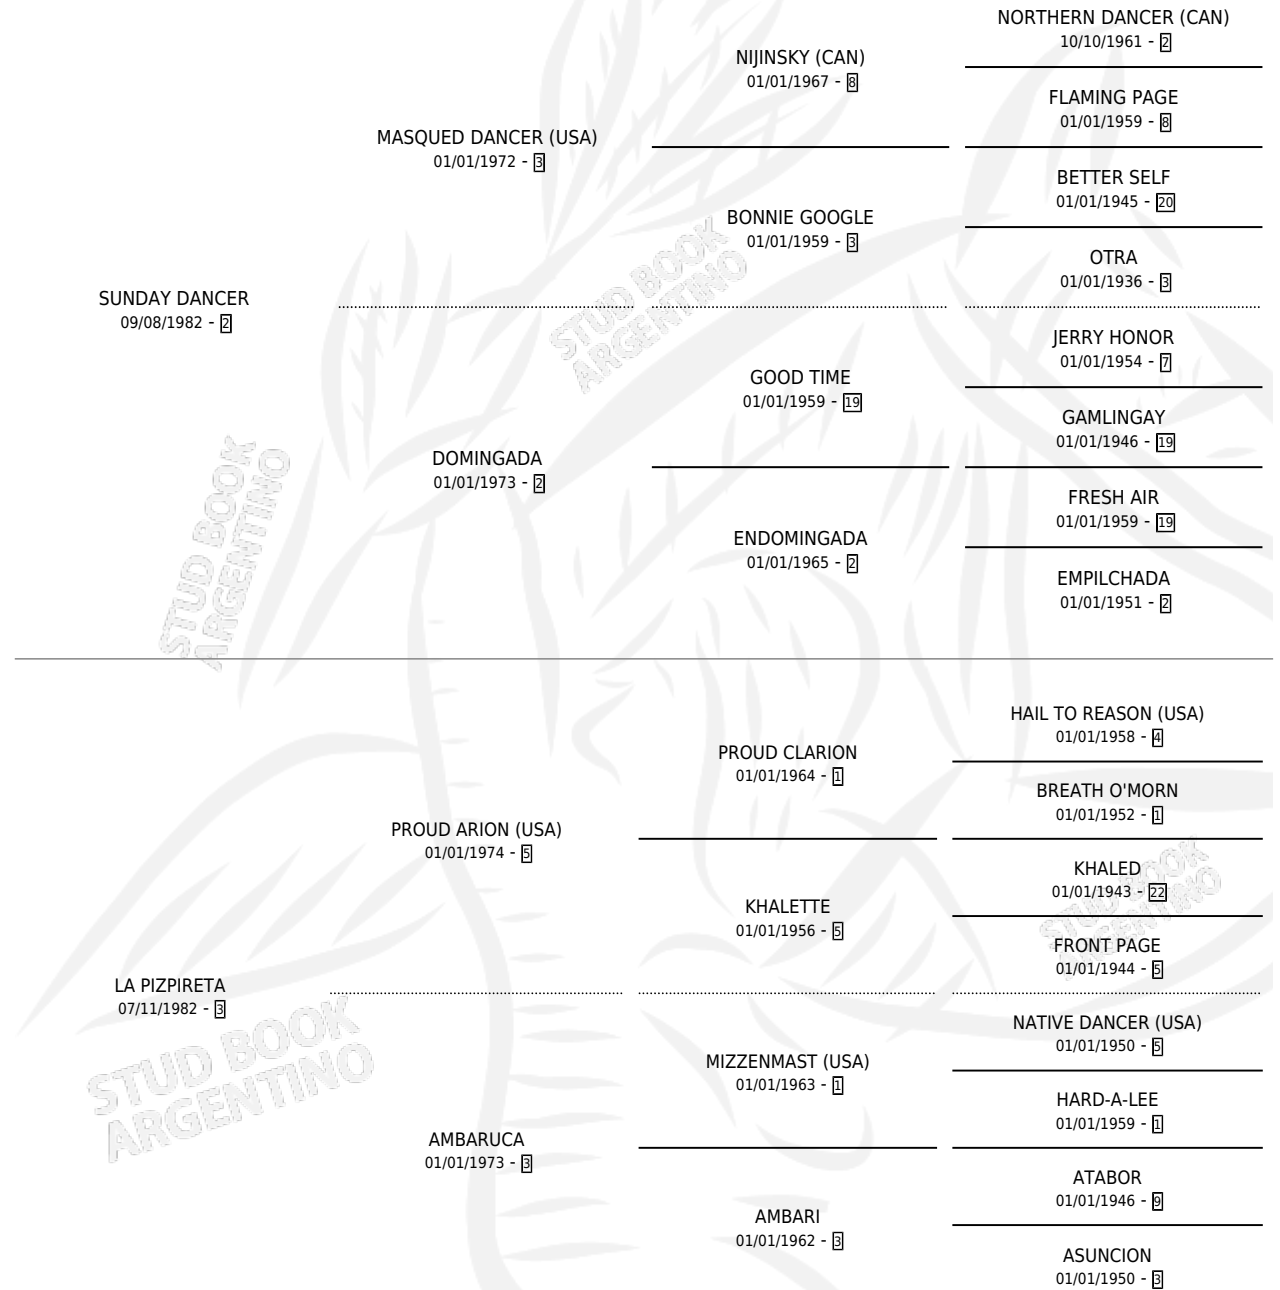 NORTHERN DANCER (CAN)
10/10/1961 - 2
NIJINSKY (CAN)
01/01/1967 - 8
FLAMING PAGE
01/01/1959 - 8
MASQUED DANCER (USA)
01/01/1972 - 3
BETTER SELF
01/01/1945 - 20
BONNIE GOOGLE
01/01/1959 - 3
OTRA
01/01/1936 - 3
SUNDAY DANCER
09/08/1982 - 2
JERRY HONOR
01/01/1954 - 7
GOOD TIME
01/01/1959 - 19
GAMLINGAY
01/01/1946 - 19
DOMINGADA
01/01/1973 - 2
FRESH AIR
01/01/1959 - 19
ENDOMINGADA
01/01/1965 - 2
EMPILCHADA
01/01/1951 - 2
HAIL TO REASON (USA)
01/01/1958 - 4
PROUD CLARION
01/01/1964 - 1
BREATH O'MORN
01/01/1952 - 1
PROUD ARION (USA)
01/01/1974 - 5
KHALED
01/01/1943 - 22
KHALETTE
01/01/1956 - 5
FRONT PAGE
01/01/1944 - 5
LA PIZPIRETA
07/11/1982 - 3
NATIVE DANCER (USA)
01/01/1950 - 5
MIZZENMAST (USA)
01/01/1963 - 1
HARD-A-LEE
01/01/1959 - 1
AMBARUCA
01/01/1973 - 3
ATABOR
01/01/1946 - 9
AMBARI
01/01/1962 - 3
ASUNCION
01/01/1950 - 3
STUD BOOK
ARGENTINO
STUD BOOK
ARGENTINO
STUD BOOK
ARGENTINO
STUD BOOK
ARGENTINO